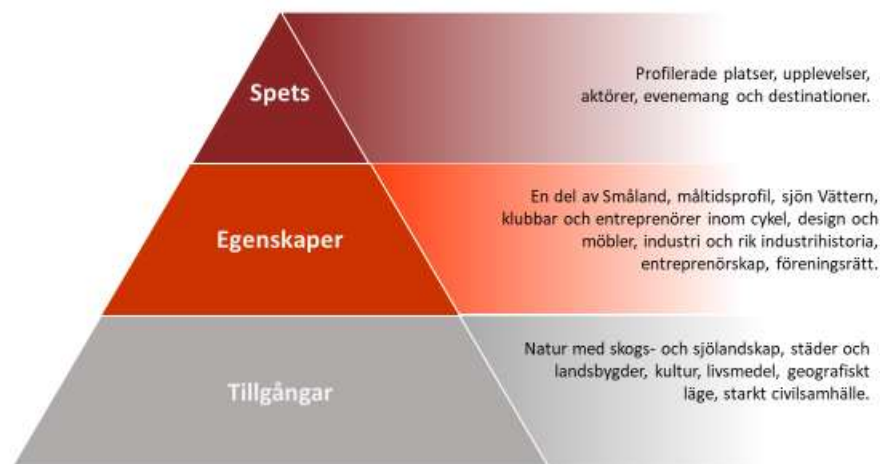 Spets
Profilerade platser, upplevelser,
aktörer, evenemang och destinationer.
Egenskaper
En del av Småland, måltidsprofil, sjön Vättern,
klubbar och entreprenörer inom cykel, design och
möbler, industri och rik industrihistoria,
entreprenörskap, föreningsrätt.
Tillgångar
Natur med skogs- och sjölandskap, städer och
landsbygder, kultur, livsmedel, geografiskt
läge, starkt civilsamhälle.